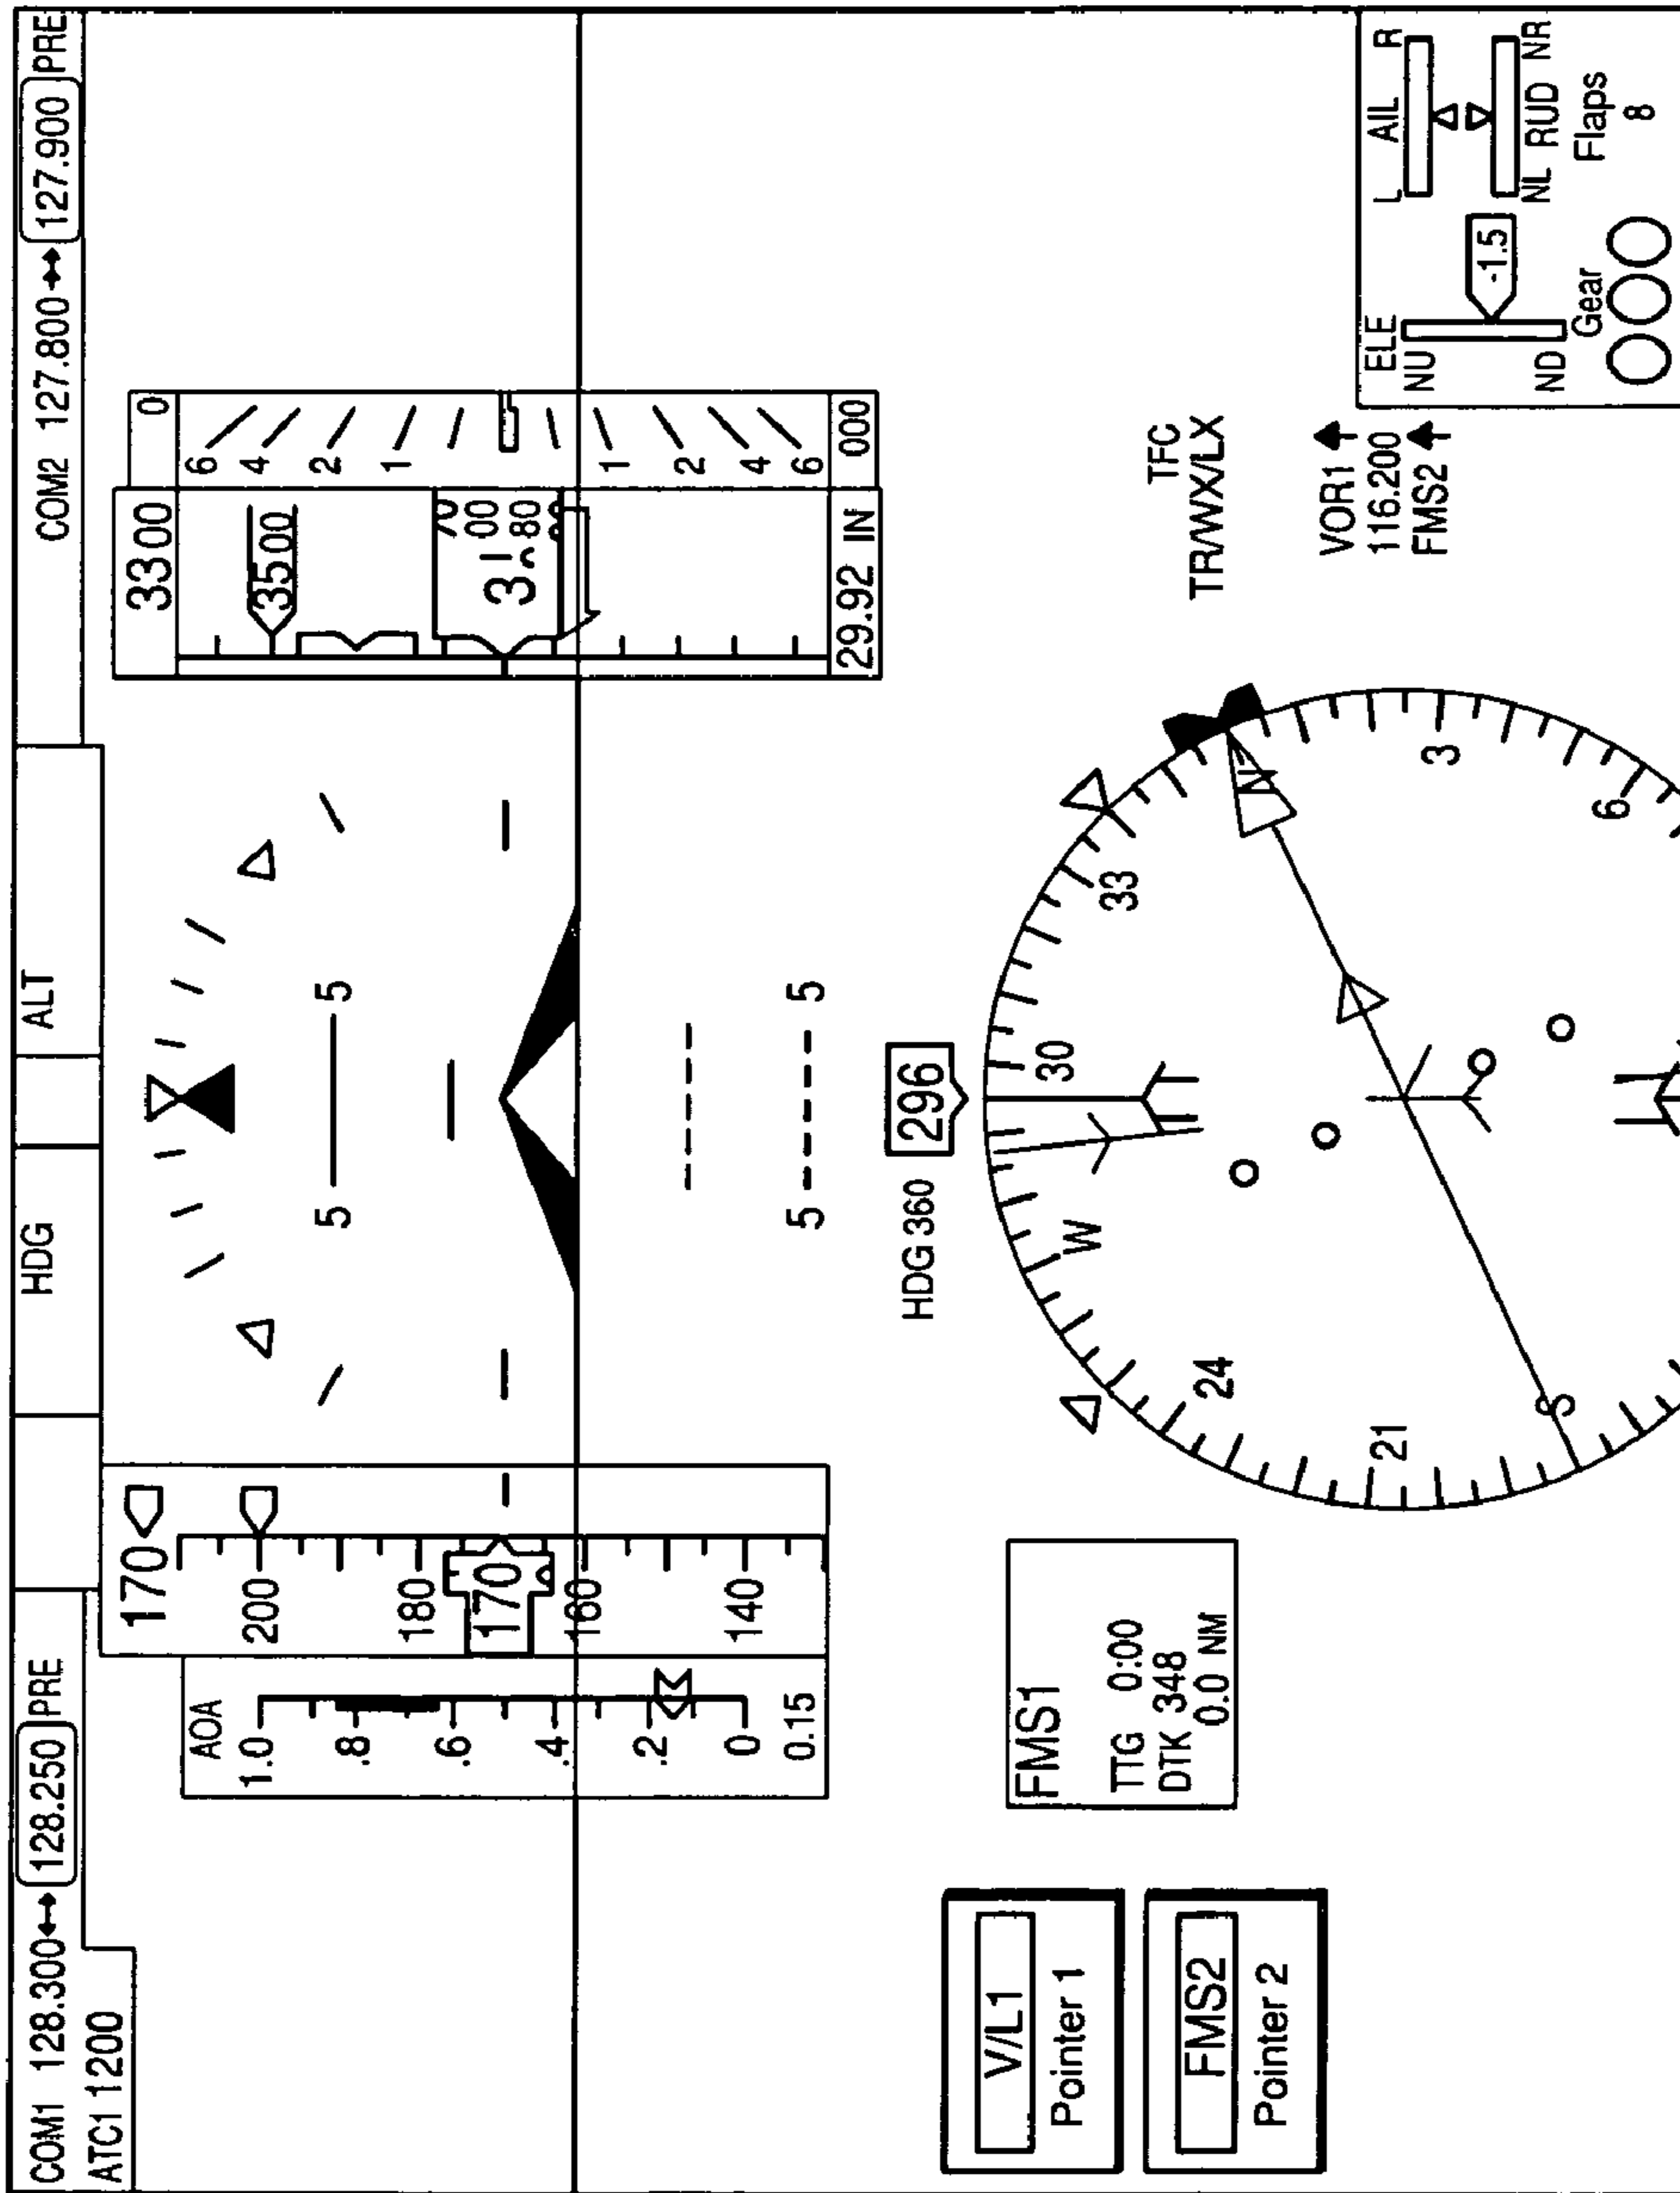 COM1 128.300 128.250 PRE
HDG
ALT
COM2 127.800 127.900 PRE
ATC1 1200
AOA
1.0
.8
.6
.4
.2
0
0.15
170
200
180
170
160
140
5 5
5 5
3300
3500
00
80
29.92 IN
0
6
4
2
1
1
2
4
6
000
HDG 360 296
V/L1
Pointer 1
FMS2
Pointer 2
FMS1
TTG 0:00
DTK 348
0.0 NM
30
33
N
3
6
W
24
21
S
TFC
TR/WX/LX
VOR1
116.200
FMS2
ELE
NU
ND
-1.5
L AIL R
NL RUD NR
Gear
Flaps
8